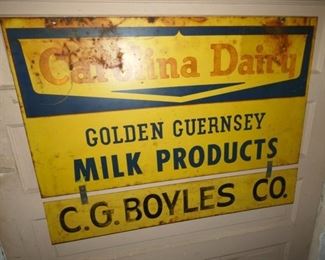 Carolina Dairy
GOLDEN GUERNSEY
MILK PRODUCTS
C.G. BOYLES CO.